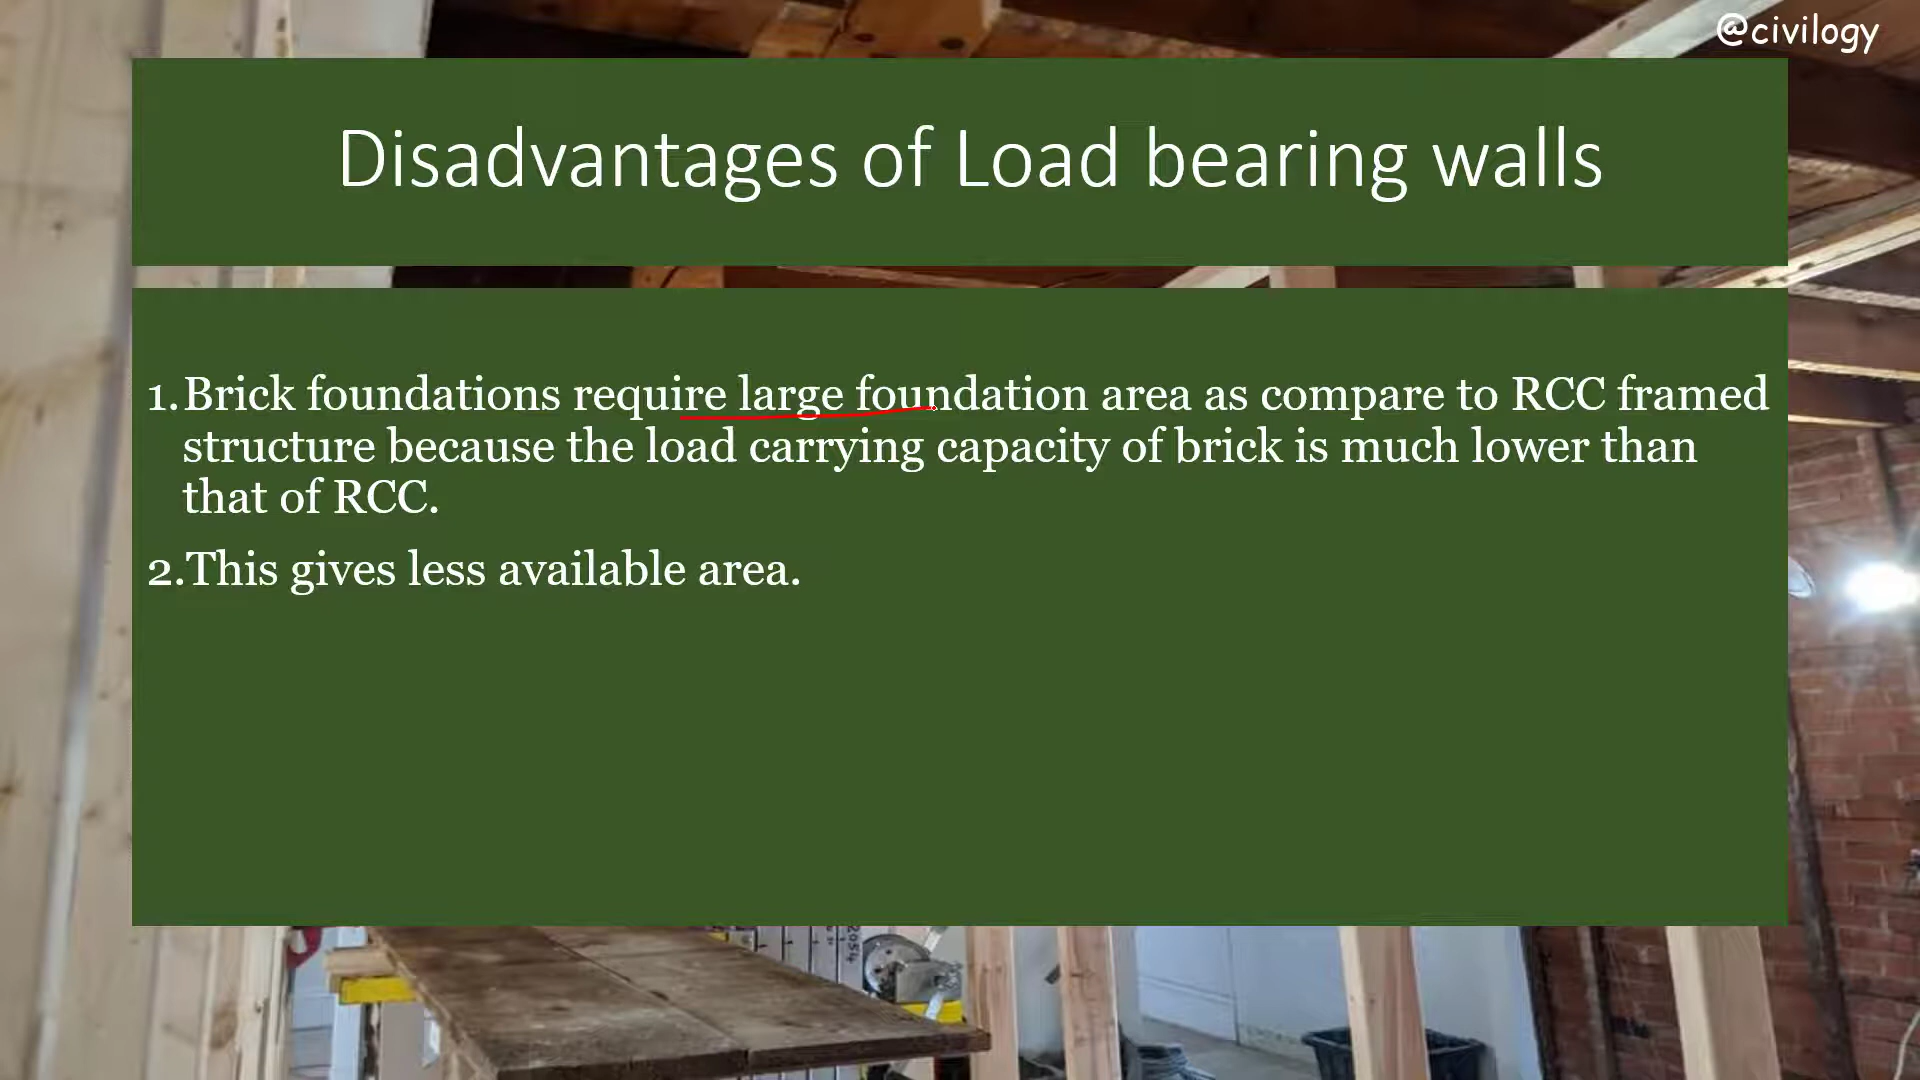 @civilogy
Disadvantages of Load bearing walls
1.Brick foundations require large foundation area as compare to RCC framed
structure because the load carrying capacity of brick is much lower than
that of RCC.
2.This gives less available area.
2054